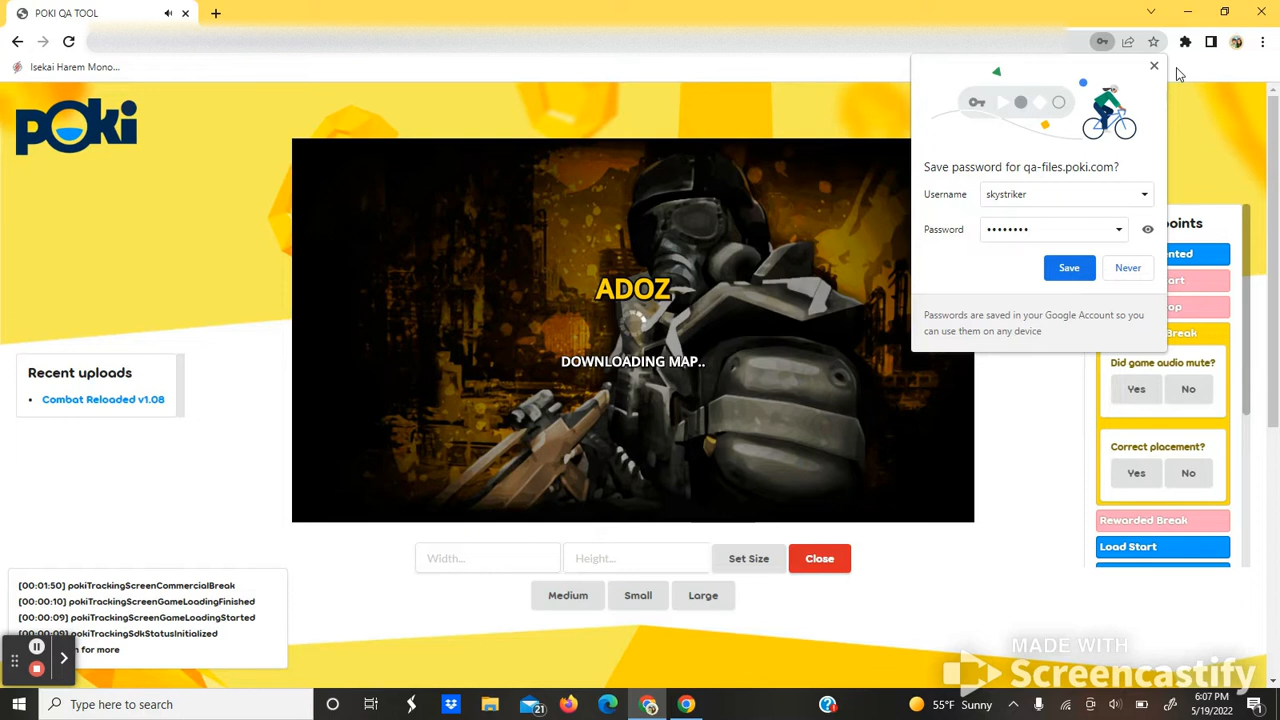 POKI QA TOOL
Isekai Harem Mono...
poki
Save password for qa-files.poki.com?
Username skystriker
Password ••••••••
Save Never
Passwords are saved in your Google Account so you
can use them on any device
Recent uploads
Combat Reloaded v1.08
ADOZ
DOWNLOADING MAP..
Did game audio mute?
Yes No
Correct placement?
Yes No
Rewarded Break
Load Start
Width... Height... Set Size Close
Medium Small Large
[00:01:50] pokiTrackingScreenCommercialBreak
[00:00:10] pokiTrackingScreenGameLoadingFinished
[00:00:09] pokiTrackingScreenGameLoadingStarted
[00:00:09] pokiTrackingSdkStatusInitialized
n for more
MADE WITH
Screencastify
Type here to search
21
55°F Sunny
6:07 PM
5/19/2022
1